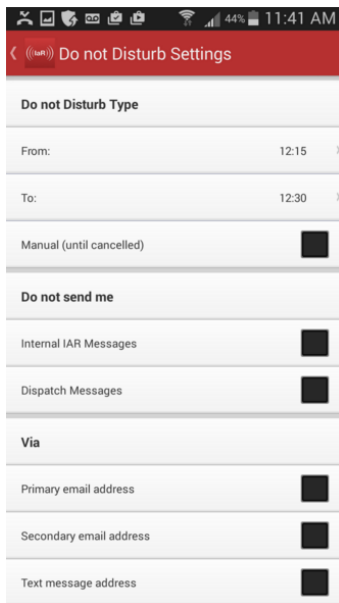 44% 11:41 AM
((IaR)) Do not Disturb Settings
Do not Disturb Type
From: 12:15
To: 12:30
Manual (until cancelled)
Do not send me
Internal IAR Messages
Dispatch Messages
Via
Primary email address
Secondary email address
Text message address